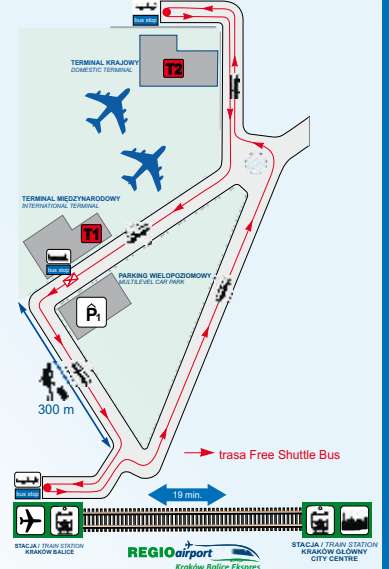 bus stop
TERMINAL KRAJOWY
DOMESTIC TERMINAL
T2
TERMINAL MIĘDZYNARODOWY
INTERNATIONAL TERMINAL
T1
bus stop
PARKING WIELOPOZIOMOWY
MULTILEVEL CAR PARK
P1
300 m
trasa Free Shuttle Bus
bus stop
19 min.
STACJA / TRAIN STATION
KRAKÓW BALICE
REGIOairport
Kraków Balice Ekspres
STACJA / TRAIN STATION
KRAKÓW GŁÓWNY
CITY CENTRE